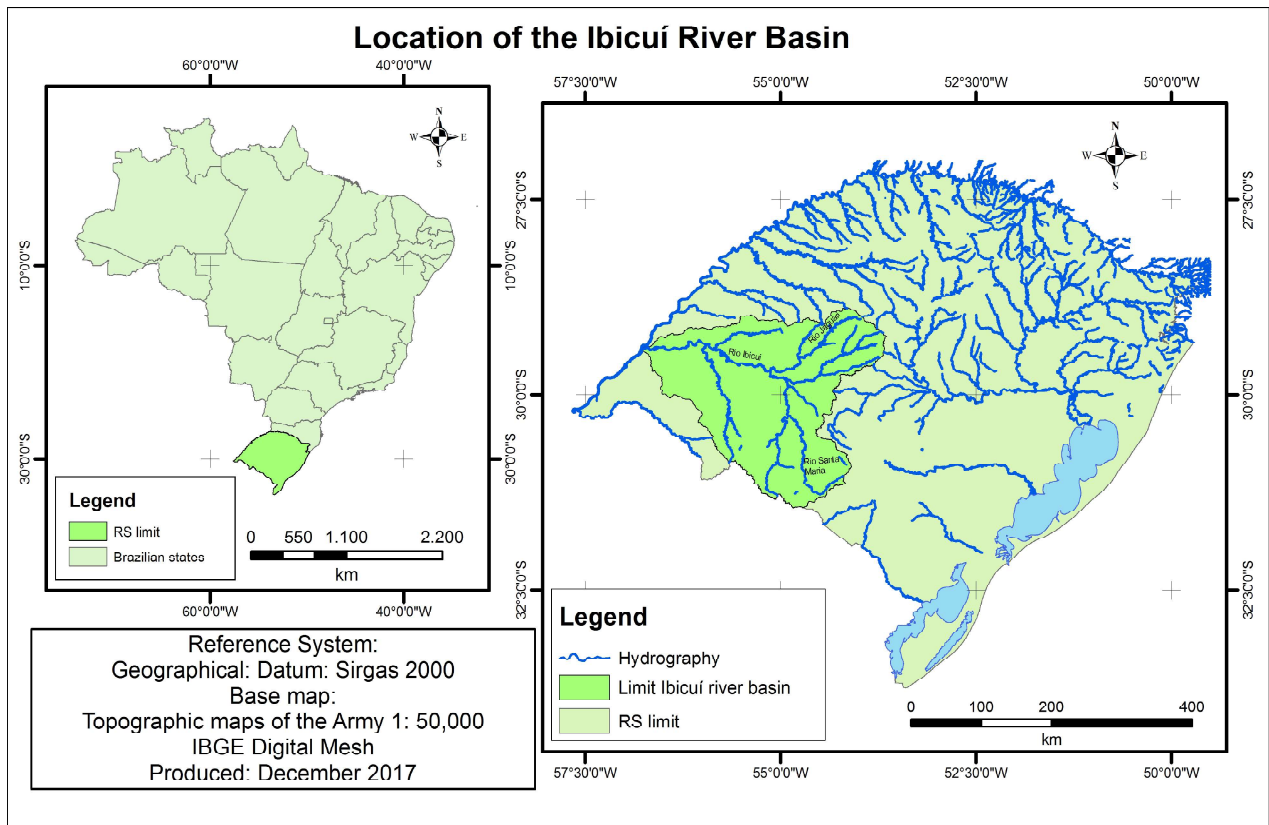 Location of the Ibicuí River Basin
60°0'0"W 40°0'0"W
N
W E
S
10°0'0"S 10°0'0"S
30°0'0"S 30°0'0"S
Legend
RS limit
Brazilian states
0 550 1.100 2.200
km
60°0'0"W 40°0'0"W
Reference System:
Geographical: Datum: Sirgas 2000
Base map:
Topographic maps of the Army 1: 50,000
IBGE Digital Mesh
Produced: December 2017
57°30'0"W 55°0'0"W 52°30'0"W 50°0'0"W
N
W E
S
27°30'0"S 27°30'0"S
Rio Ibicuí
30°0'0"S 30°0'0"S
Rio Santa
Maria
32°30'0"S 32°30'0"S
Legend
Hydrography
Limit Ibicuí river basin
RS limit
0 100 200 400
km
57°30'0"W 55°0'0"W 52°30'0"W 50°0'0"W